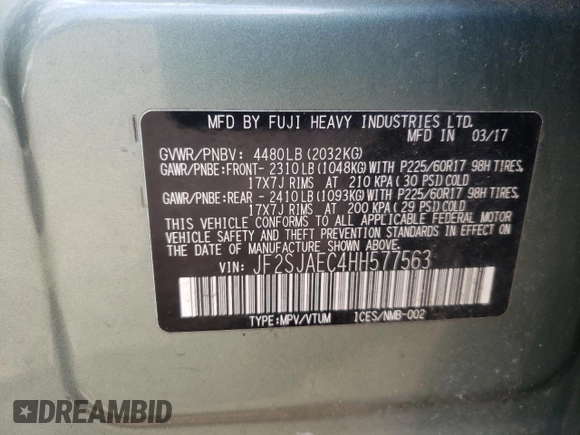 MFD BY FUJI HEAVY INDUSTRIES LTD.
MFD IN 03/17
GVWR/PNBV: 4480LB (2032KG)
GAWR/PNBE:FRONT- 2310LB (1048KG)WITH P225/60R17 98H TIRES,
17X7J RIMS AT 210 KPA (30 PSI) COLD
GAWR/PNBE:REAR - 2410LB (1093KG)WITH P225/60R17 98H TIRES,
17X7J RIMS AT 200 KPA (29 PSI) COLD
THIS VEHICLE CONFORMS TO ALL APPLICABLE FEDERAL MOTOR
VEHICLE SAFETY AND THEFT PREVENTION STANDARDS IN EFFECT ON
THE DATE OF MANUFACTURE SHOWN ABOVE.
VIN: JF2SJAEC4HH577563
TYPE:MPV/VTUM ICES/NMB-002
DREAMBID